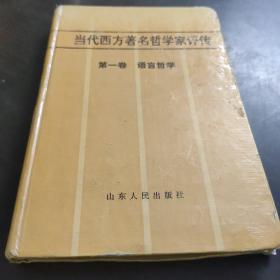 当代西方著名哲学家评传
第一卷 语言哲学
山东人民出版社